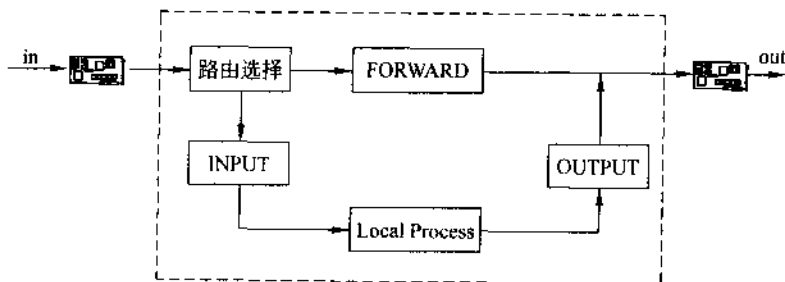 in
out
路由选择
FORWARD
INPUT
OUTPUT
Local Process